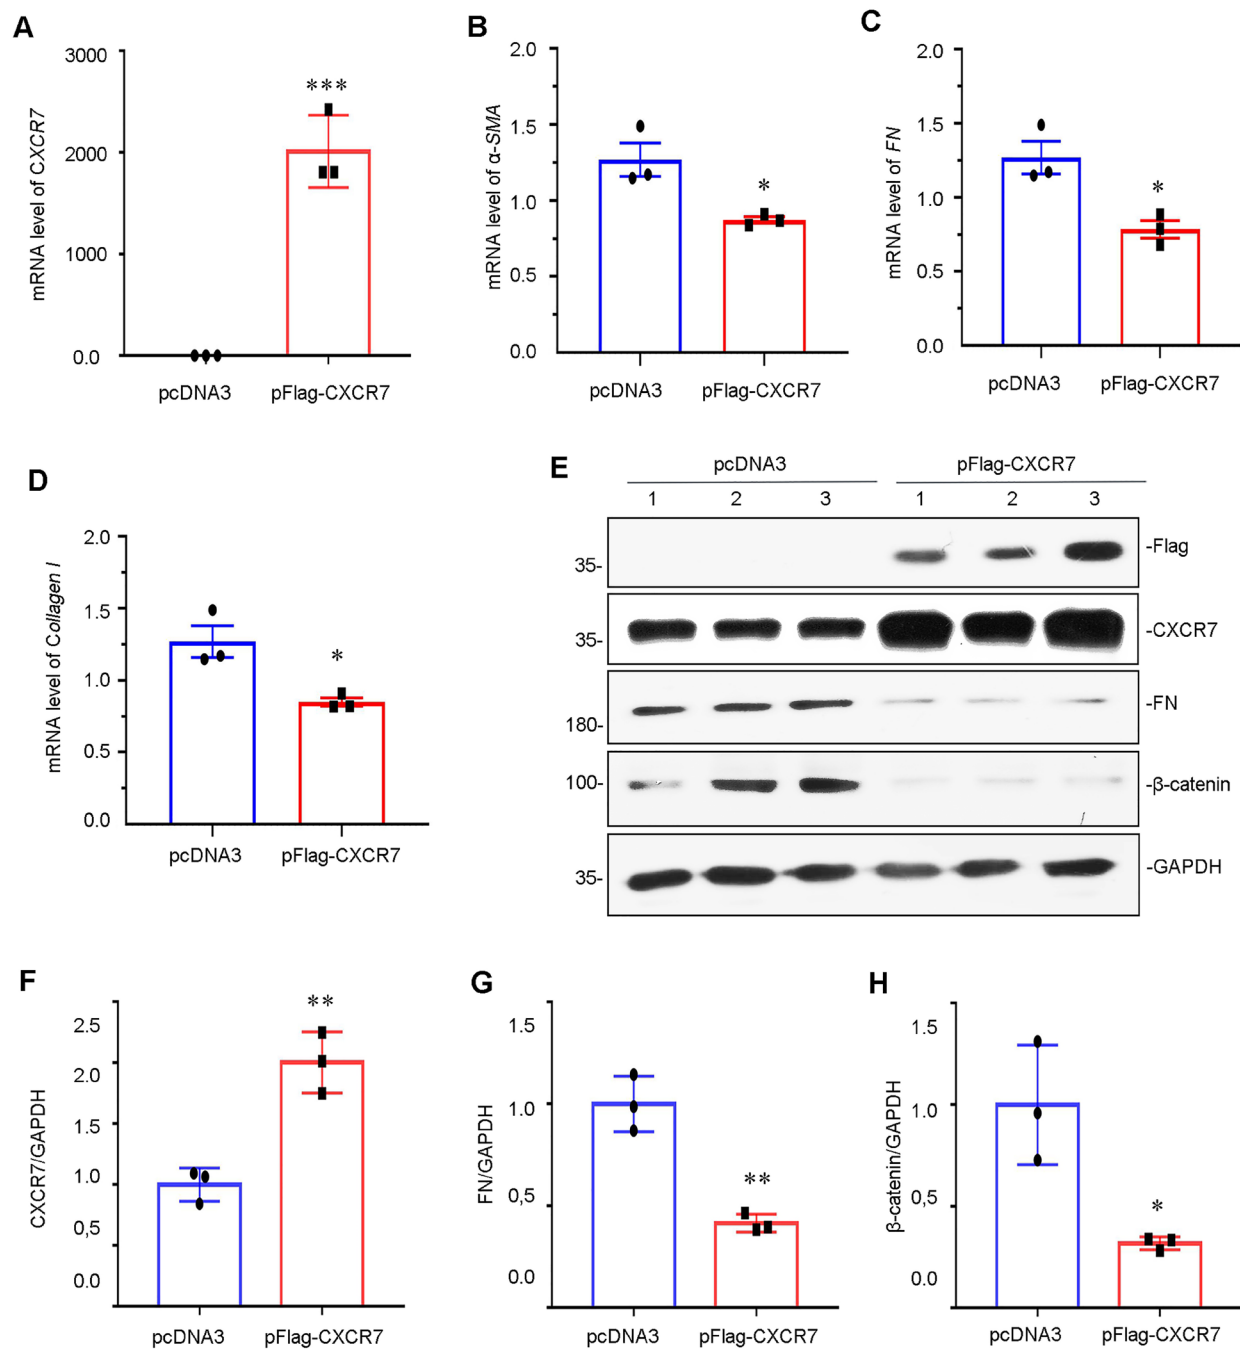 A
mRNA level of CXCR7
3000
2000
1000
0.0
***
pcDNA3
pFlag-CXCR7
B
mRNA level of α-SMA
2.0
1.5
1.0
0.5
0.0
*
pcDNA3
pFlag-CXCR7
C
mRNA level of FN
2.0
1.5
1.0
0.5
0.0
*
pcDNA3
pFlag-CXCR7
D
mRNA level of Collagen I
2.0
1.5
1.0
0.5
0.0
*
pcDNA3
pFlag-CXCR7
E
pcDNA3 pFlag-CXCR7
1 2 3 1 2 3
35- -Flag
35- -CXCR7
180- -FN
100- -β-catenin
35- -GAPDH
F
CXCR7/GAPDH
2.5
2.0
1.5
1.0
0,5
0.0
**
pcDNA3
pFlag-CXCR7
G
FN/GAPDH
1.5
1.0
0,5
0.0
**
pcDNA3
pFlag-CXCR7
H
β-catenin/GAPDH
1.5
1.0
0.5
0.0
*
pcDNA3
pFlag-CXCR7